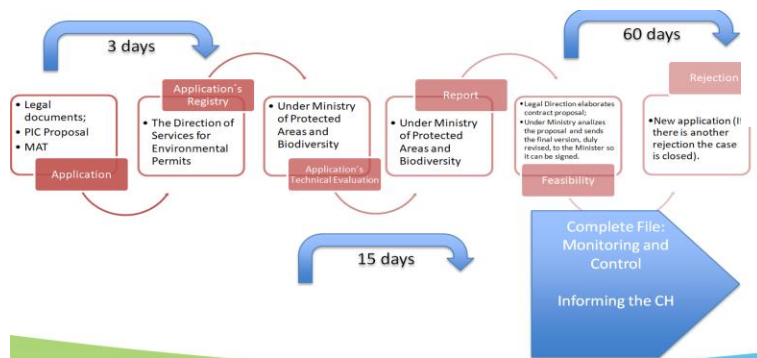 3 days
60 days
Application's
Registry
Report
Rejection
• Legal
documents;
• PIC Proposal
• MAT
Application
• The Direction of
Services for
Environmental
Permits
• Under Ministry
of Protected
Areas and
Biodiversity
Application's
Technical Evaluation
• Under Ministry of
Protected Areas
and Biodiversity
• Legal Direction elaborates
contract proposal;
• Under Ministry analizes
the proposal and sends
the final version, duly
revised, to the Minister so
it can be signed.
Feasibility
• New application (I
there is another
rejection the case
is closed).
15 days
Complete File:
Monitoring and
Control
Informing the CH